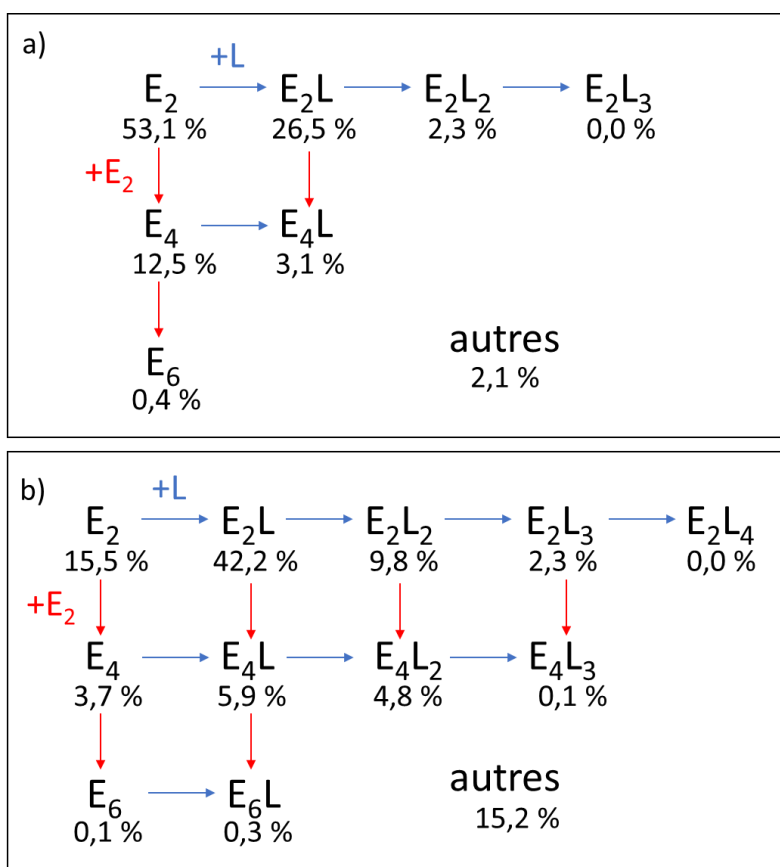 a)
+L
E₂ E₂L E₂L₂ E₂L₃
53,1 % 26,5 % 2,3 % 0,0 %
+E₂
E₄ E₄L
12,5 % 3,1 %
E₆
0,4 %
autres
2,1 %
b)
+L
E₂ E₂L E₂L₂ E₂L₃ E₂L₄
15,5 % 42,2 % 9,8 % 2,3 % 0,0 %
+E₂
E₄ E₄L E₄L₂ E₄L₃
3,7 % 5,9 % 4,8 % 0,1 %
E₆ E₆L
0,1 % 0,3 %
autres
15,2 %